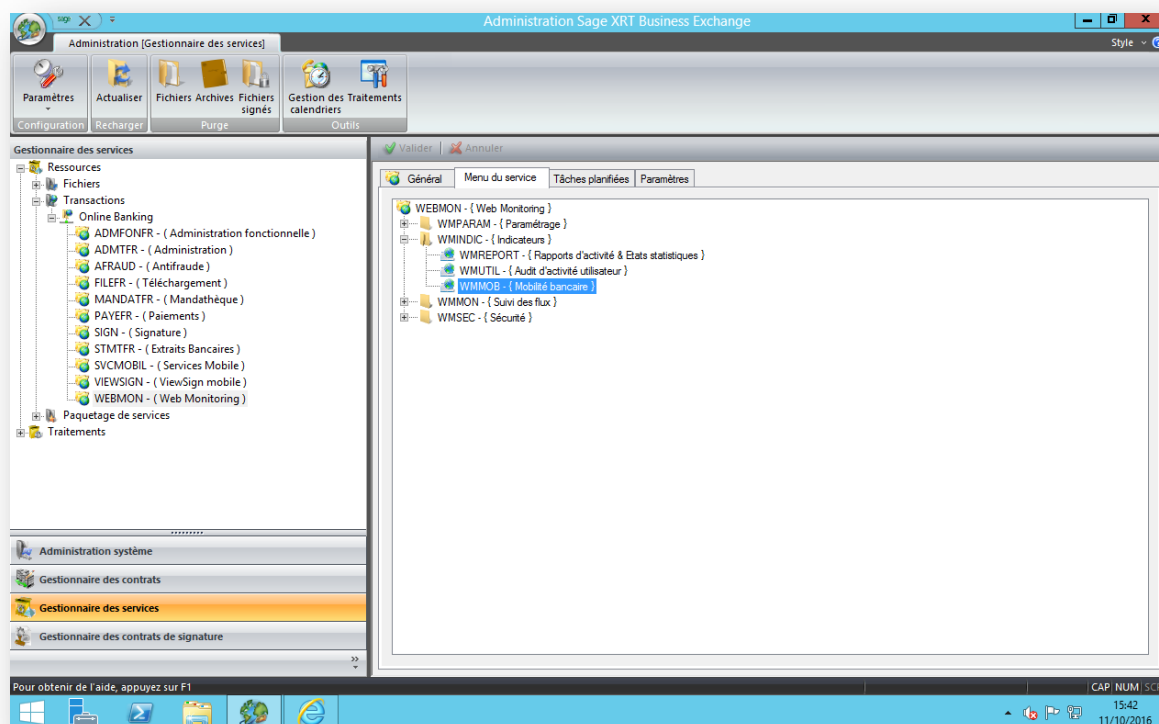 sage
Administration Sage XRT Business Exchange
Administration [Gestionnaire des services]
Style
Paramètres
Actualiser
Fichiers Archives Fichiers signés
Gestion des calendriers
Traitements
Configuration
Recharger
Purge
Outils
Gestionnaire des services
Ressources
Fichiers
Transactions
Online Banking
ADMFONFR - ( Administration fonctionnelle )
ADMTFR - ( Administration )
AFRAUD - ( Antifraude )
FILEFR - ( Téléchargement )
MANDATFR - ( Mandathèque )
PAYEFR - ( Paiements )
SIGN - ( Signature )
STMTFR - ( Extraits Bancaires )
SVCMOBIL - ( Services Mobile )
VIEWSIGN - ( ViewSign mobile )
WEBMON - ( Web Monitoring )
Paquetage de services
Traitements
Administration système
Gestionnaire des contrats
Gestionnaire des services
Gestionnaire des contrats de signature
Valider
Annuler
Général
Menu du service
Tâches planifiées
Paramètres
WEBMON - { Web Monitoring }
WMPARAM - { Paramétrage }
WMINDIC - { Indicateurs }
WMREPORT - { Rapports d'activité & Etats statistiques }
WMUTIL - { Audit d'activité utilisateur }
WMMOB - { Mobilité bancaire }
WMMON - { Suivi des flux }
WMSEC - { Sécurité }
Pour obtenir de l'aide, appuyez sur F1
CAP NUM SC
15:42
11/10/2016